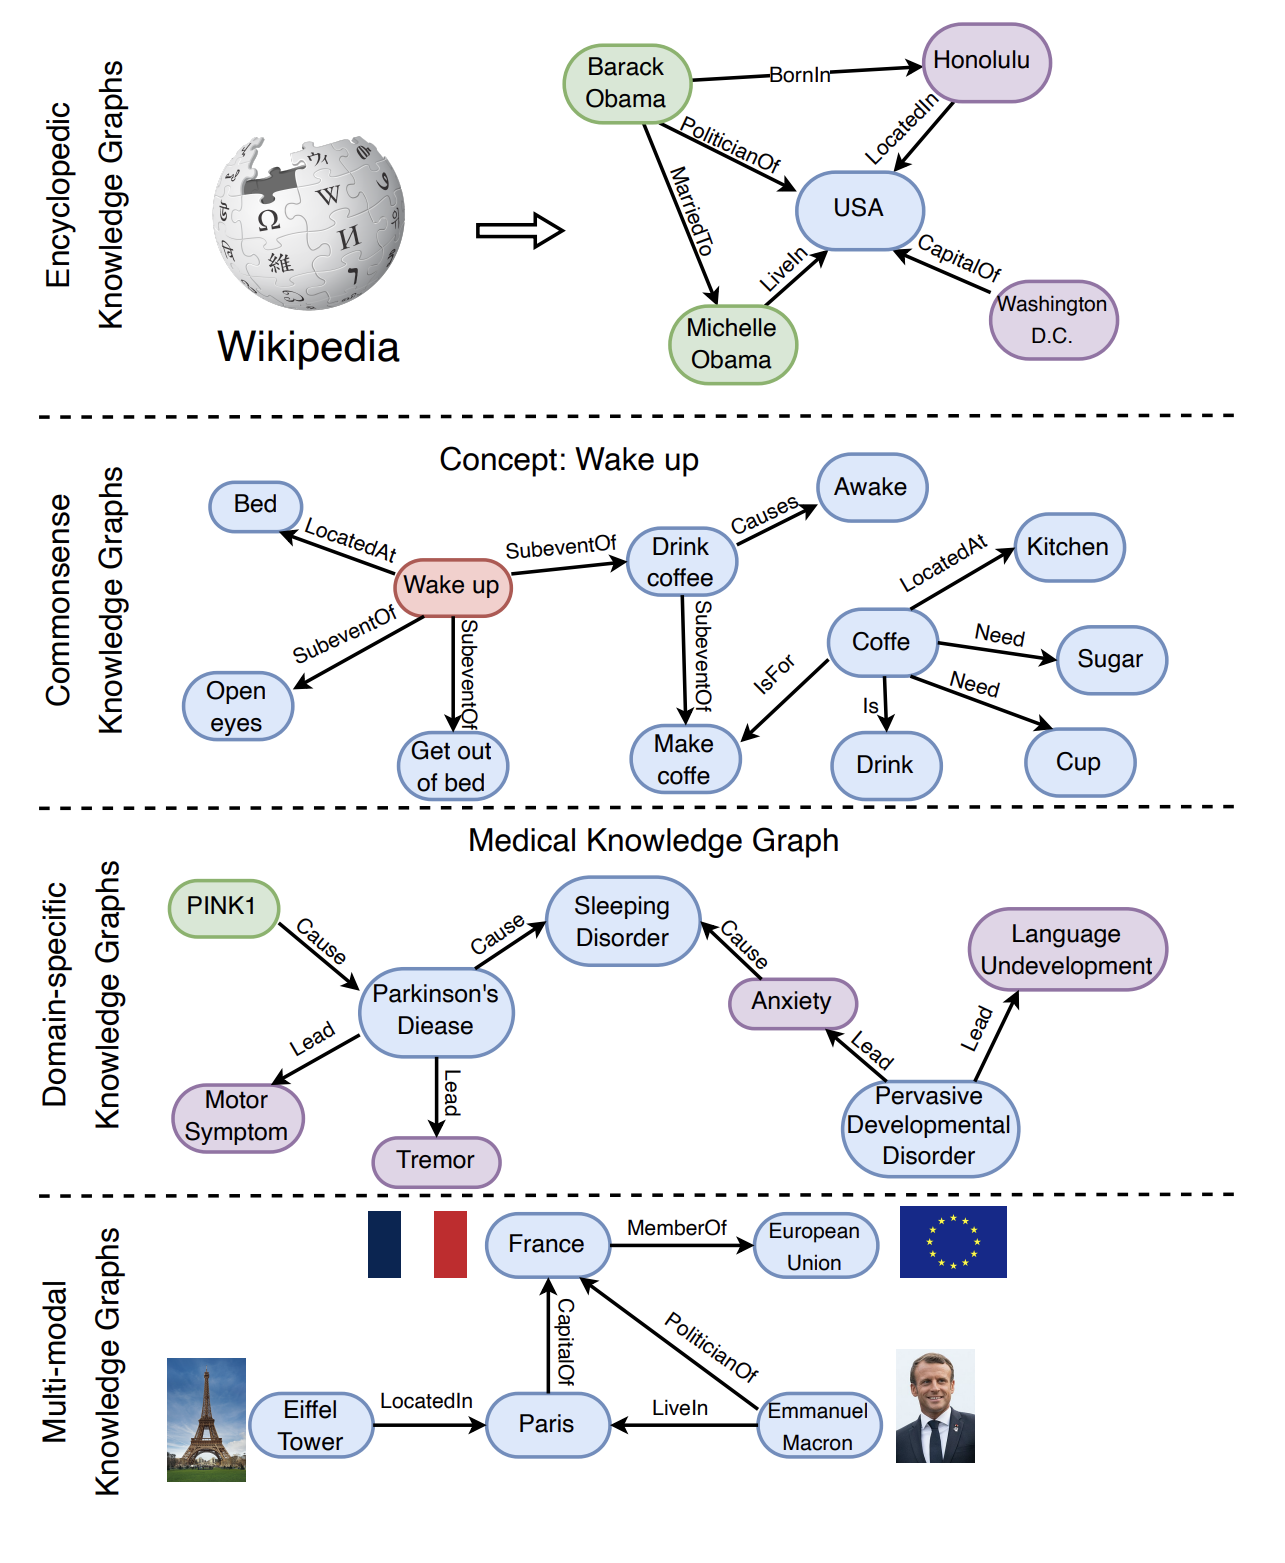 Encyclopedic
Knowledge Graphs
Barack
Obama
BornIn
Honolulu
PoliticianOf
LocatedIn
MarriedTo
USA
LiveIn
CapitalOf
Michelle
Obama
Washington
D.C.
Ω
W
И
維
Wikipedia
Commonsense
Knowledge Graphs
Concept: Wake up
Bed
LocatedAt
Wake up
SubeventOf
Drink
coffee
Causes
Awake
SubeventOf
Open
eyes
SubeventOf
Get out
of bed
SubeventOf
Make
coffe
IsFor
Coffe
LocatedAt
Kitchen
Need
Sugar
Need
Cup
Is
Drink
Domain-specific
Knowledge Graphs
Medical Knowledge Graph
PINK1
Cause
Parkinson's
Diease
Cause
Sleeping
Disorder
Cause
Anxiety
Lead
Motor
Symptom
Lead
Tremor
Lead
Pervasive
Developmental
Disorder
Lead
Language
Undevelopment
Multi-modal
Knowledge Graphs
France
MemberOf
European
Union
CapitalOf
PoliticianOf
Eiffel
Tower
LocatedIn
Paris
LiveIn
Emmanuel
Macron